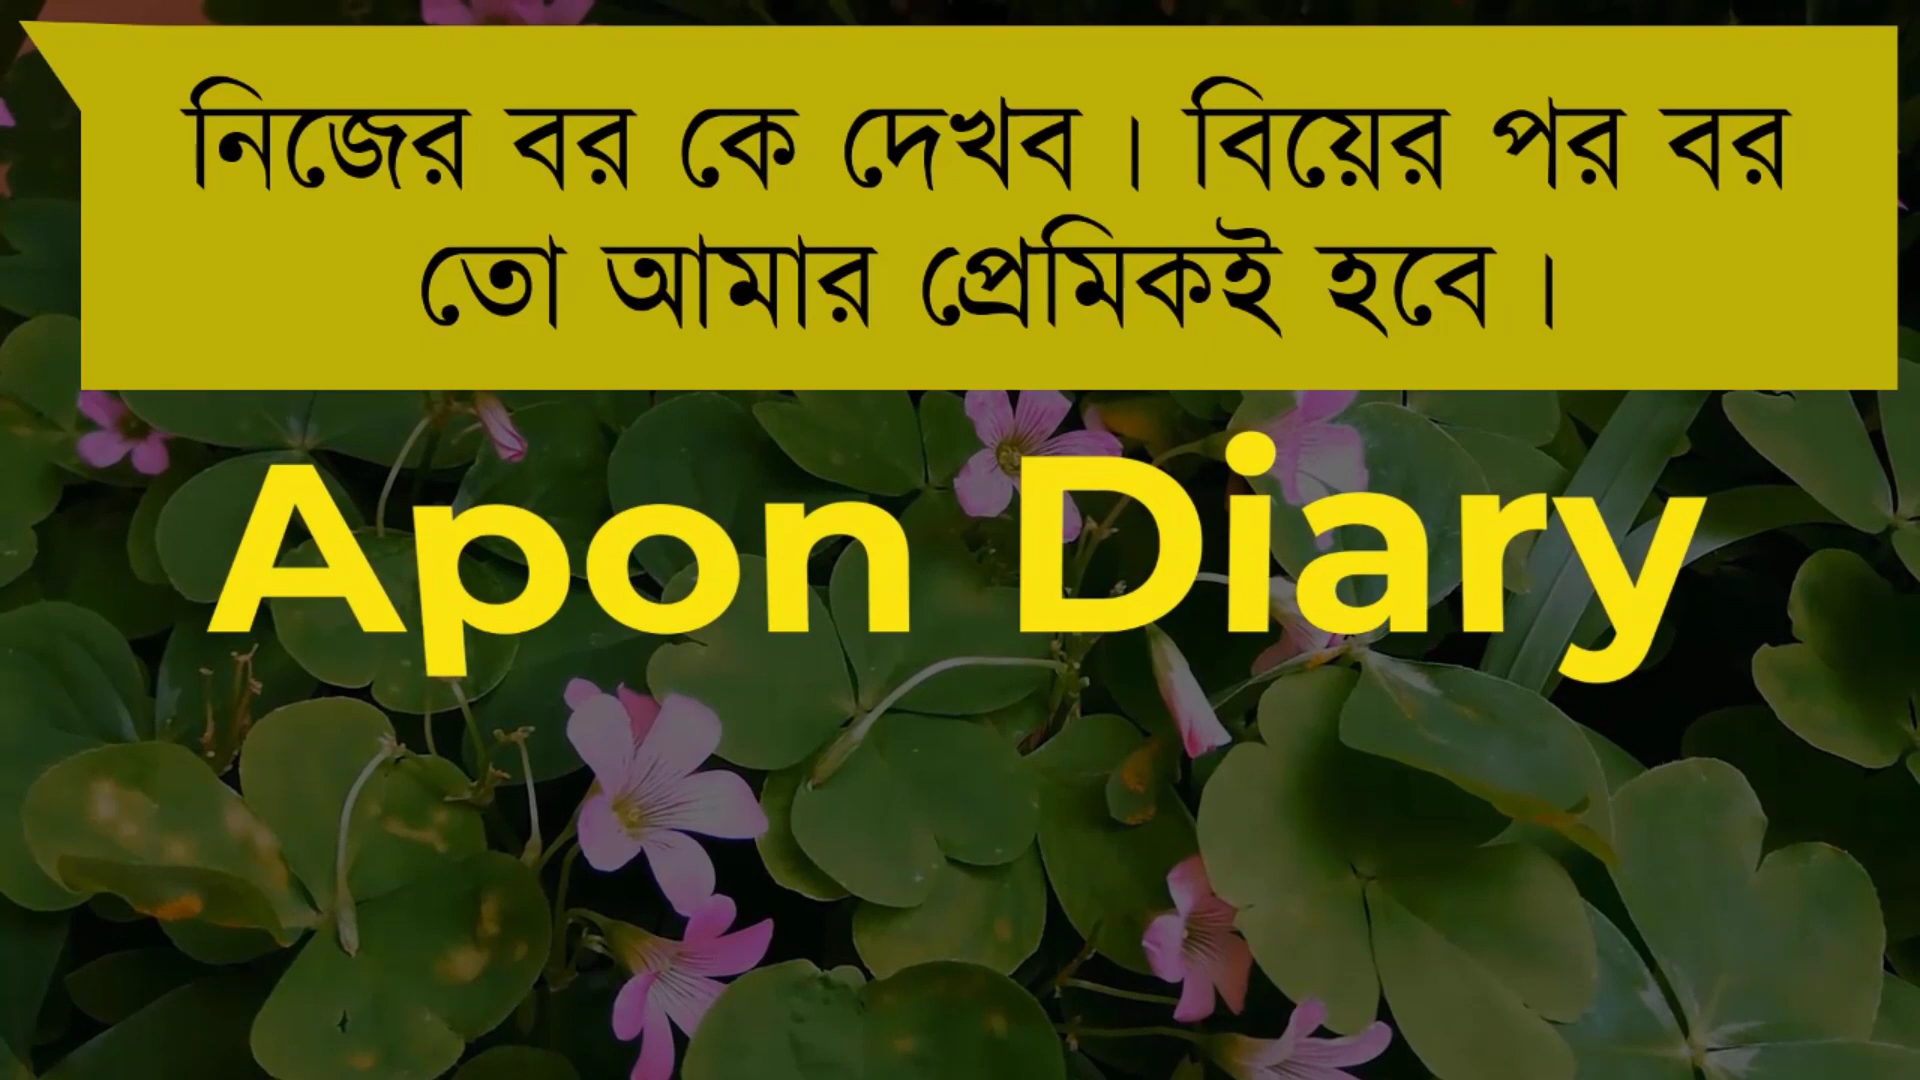 নিজের বর কে দেখব। বিয়ের পর বর
তো আমার প্রেমিকই হবে।
Apon Diary